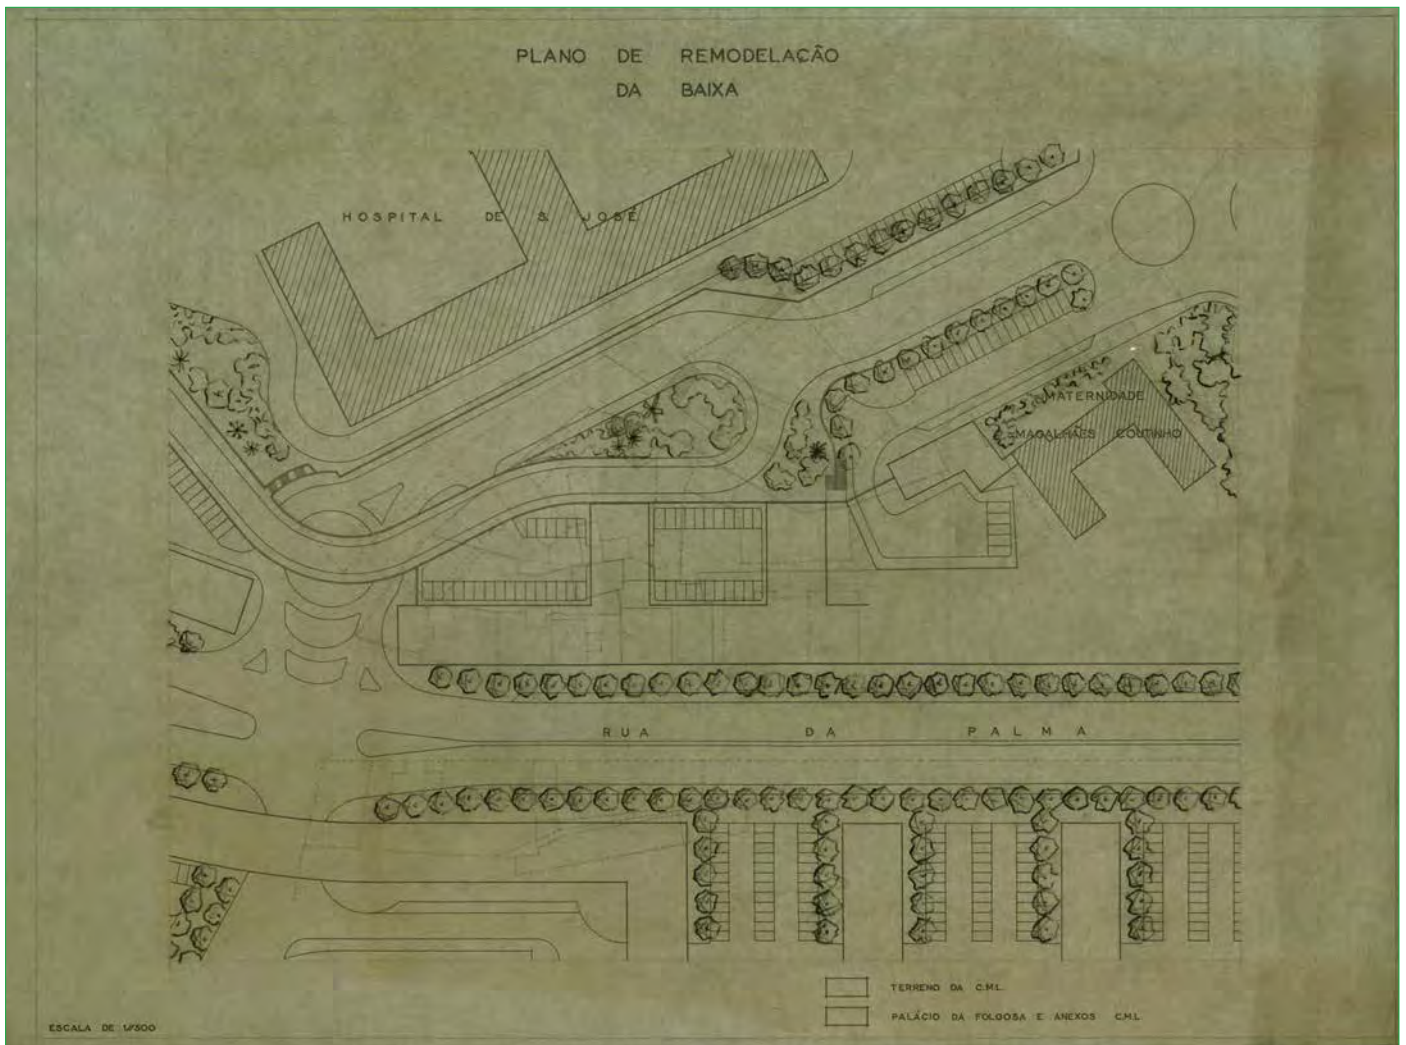 PLANO DE REMODELAÇÃO
DA BAIXA
HOSPITAL DE S. JOSÉ
MATERNIDADE
MAGALHÃES COUTINHO
RUA DA PALMA
TERRENO DA C.M.L.
PALÁCIO DA FOLGOSA E ANEXOS C.M.L.
ESCALA DE 1/500